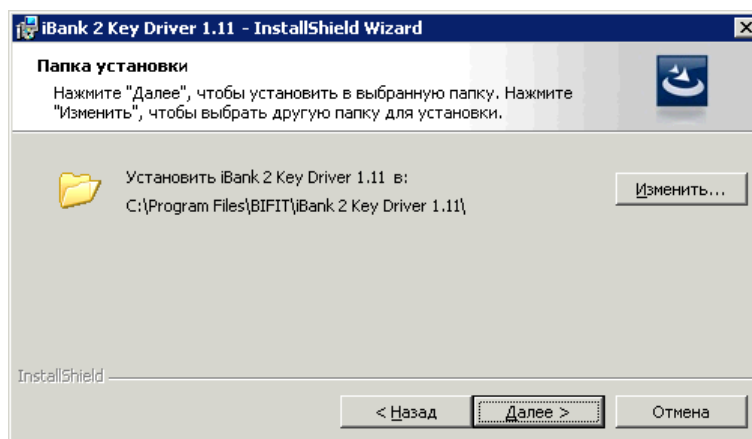 iBank 2 Key Driver 1.11 - InstallShield Wizard
Папка установки
Нажмите "Далее", чтобы установить в выбранную папку. Нажмите
"Изменить", чтобы выбрать другую папку для установки.
Установить iBank 2 Key Driver 1.11 в:
C:\Program Files\BIFIT\iBank 2 Key Driver 1.11\
Изменить...
InstallShield
< Назад
Далее >
Отмена